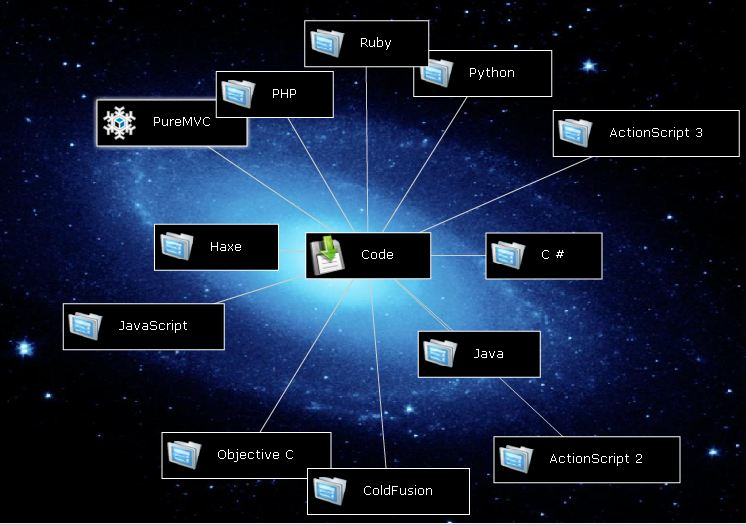 Ruby
Python
PHP
PureMVC
ActionScript 3
Haxe
Code
C #
JavaScript
Java
Objective C
ActionScript 2
ColdFusion